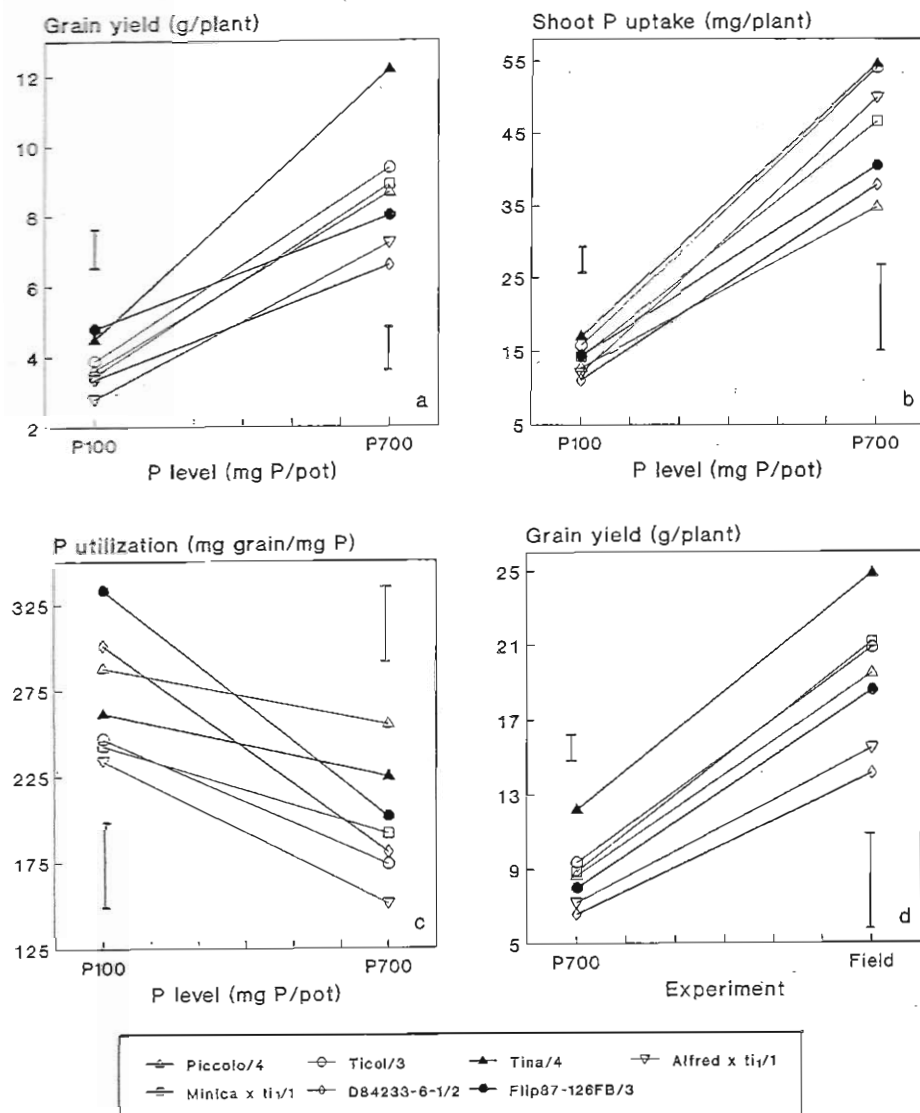 Grain yield (g/plant)
12
10
8
6
4
2
a
P100
P700
P level (mg P/pot)
Shoot P uptake (mg/plant)
55
45
35
25
15
5
b
P100
P700
P level (mg P/pot)
P utilization (mg grain/mg P)
325
275
225
175
125
c
P100
P700
P level (mg P/pot)
Grain yield (g/plant)
25
21
17
13
9
5
d
P700
Field
Experiment
Piccolo/4 Ticol/3 Tina/4 Alfred x ti1/1
Minica x ti1/1 D84233-6-1/2 Flip87-126FB/3